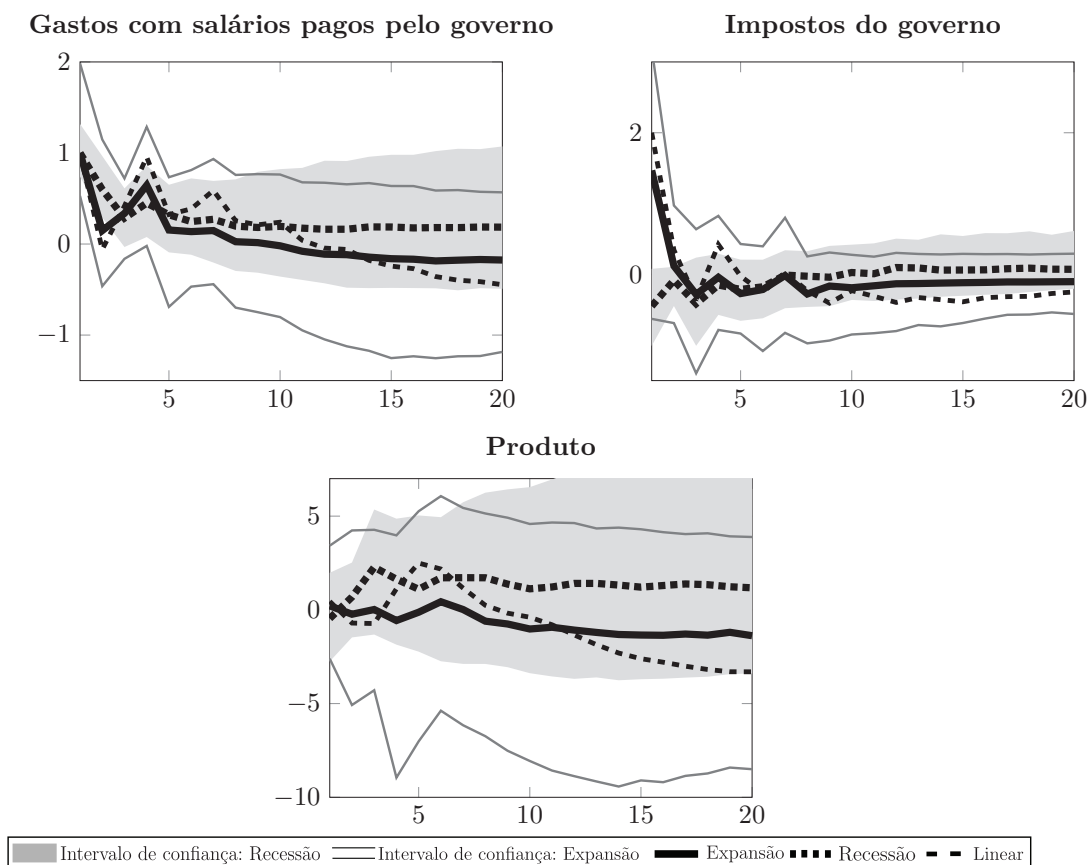 Gastos com salários pagos pelo governo
2
1
0
−1
5 10 15 20
Impostos do governo
2
0
5 10 15 20
Produto
5
0
−5
−10
5 10 15 20
Intervalo de confiança: Recessão Intervalo de confiança: Expansão Expansão Recessão Linear